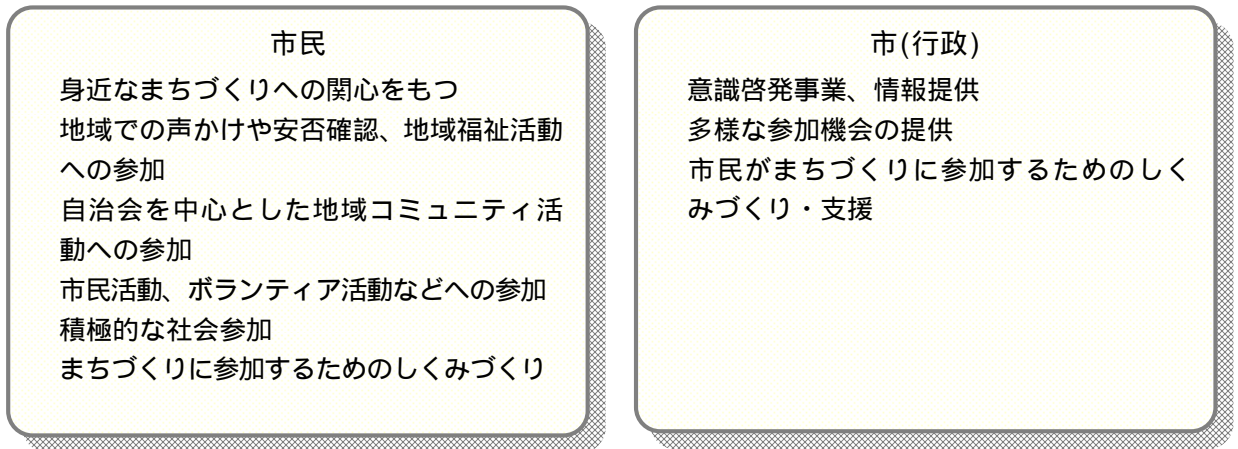 市民
身近なまちづくりへの関心をもつ
地域での声かけや安否確認、地域福祉活動
への参加
自治会を中心とした地域コミュニティ活
動への参加
市民活動、ボランティア活動などへの参加
積極的な社会参加
まちづくりに参加するためのしくみづくり
市(行政)
意識啓発事業、情報提供
多様な参加機会の提供
市民がまちづくりに参加するためのしく
みづくり・支援